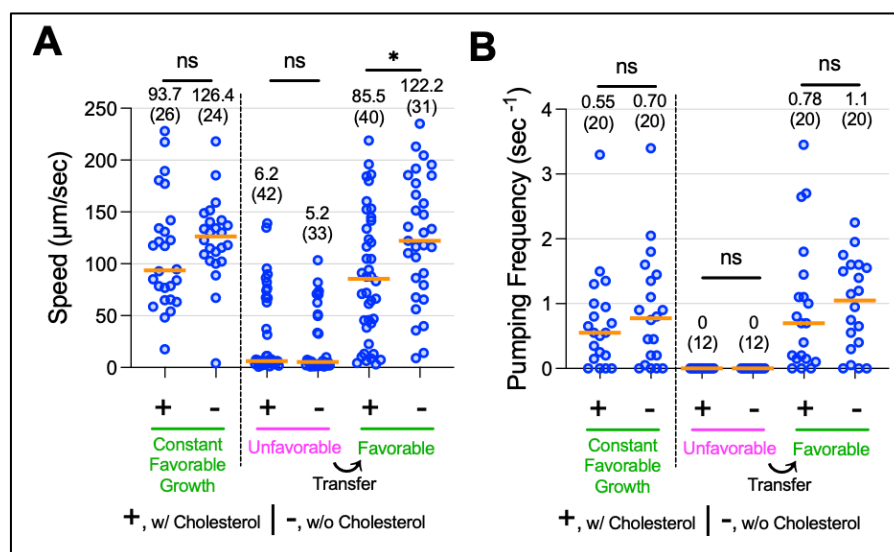 A
ns
ns
*
93.7 126.4
(26) (24)
6.2
(42)
5.2
(33)
85.5 122.2
(40) (31)
Speed (µm/sec)
250
200
150
100
50
0
+ - + - + -
Constant
Favorable
Growth
Unfavorable
Favorable
Transfer
+, w/ Cholesterol | -, w/o Cholesterol
B
ns
ns
ns
0.55 0.70
(20) (20)
0 0
(12) (12)
0.78 1.1
(20) (20)
Pumping Frequency (sec⁻¹)
4
3
2
1
0
+ - + - + -
Constant
Favorable
Growth
Unfavorable
Favorable
Transfer
+, w/ Cholesterol | -, w/o Cholesterol